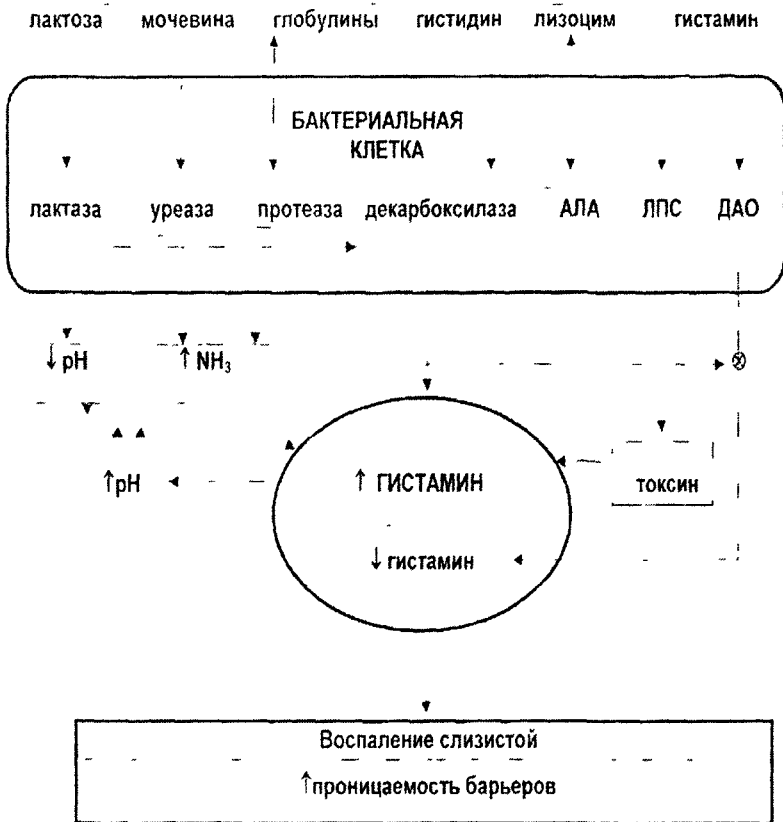 лактоза мочевина глобулины гистидин лизоцим гистамин
БАКТЕРИАЛЬНАЯ
КЛЕТКА
лактаза уреаза протеаза декарбоксилаза АЛА ЛПС ДАО
↓pH ↑NH₃
↑pH ↑ ГИСТАМИН токсин
↓гистамин
Воспаление слизистой
↑проницаемость барьеров